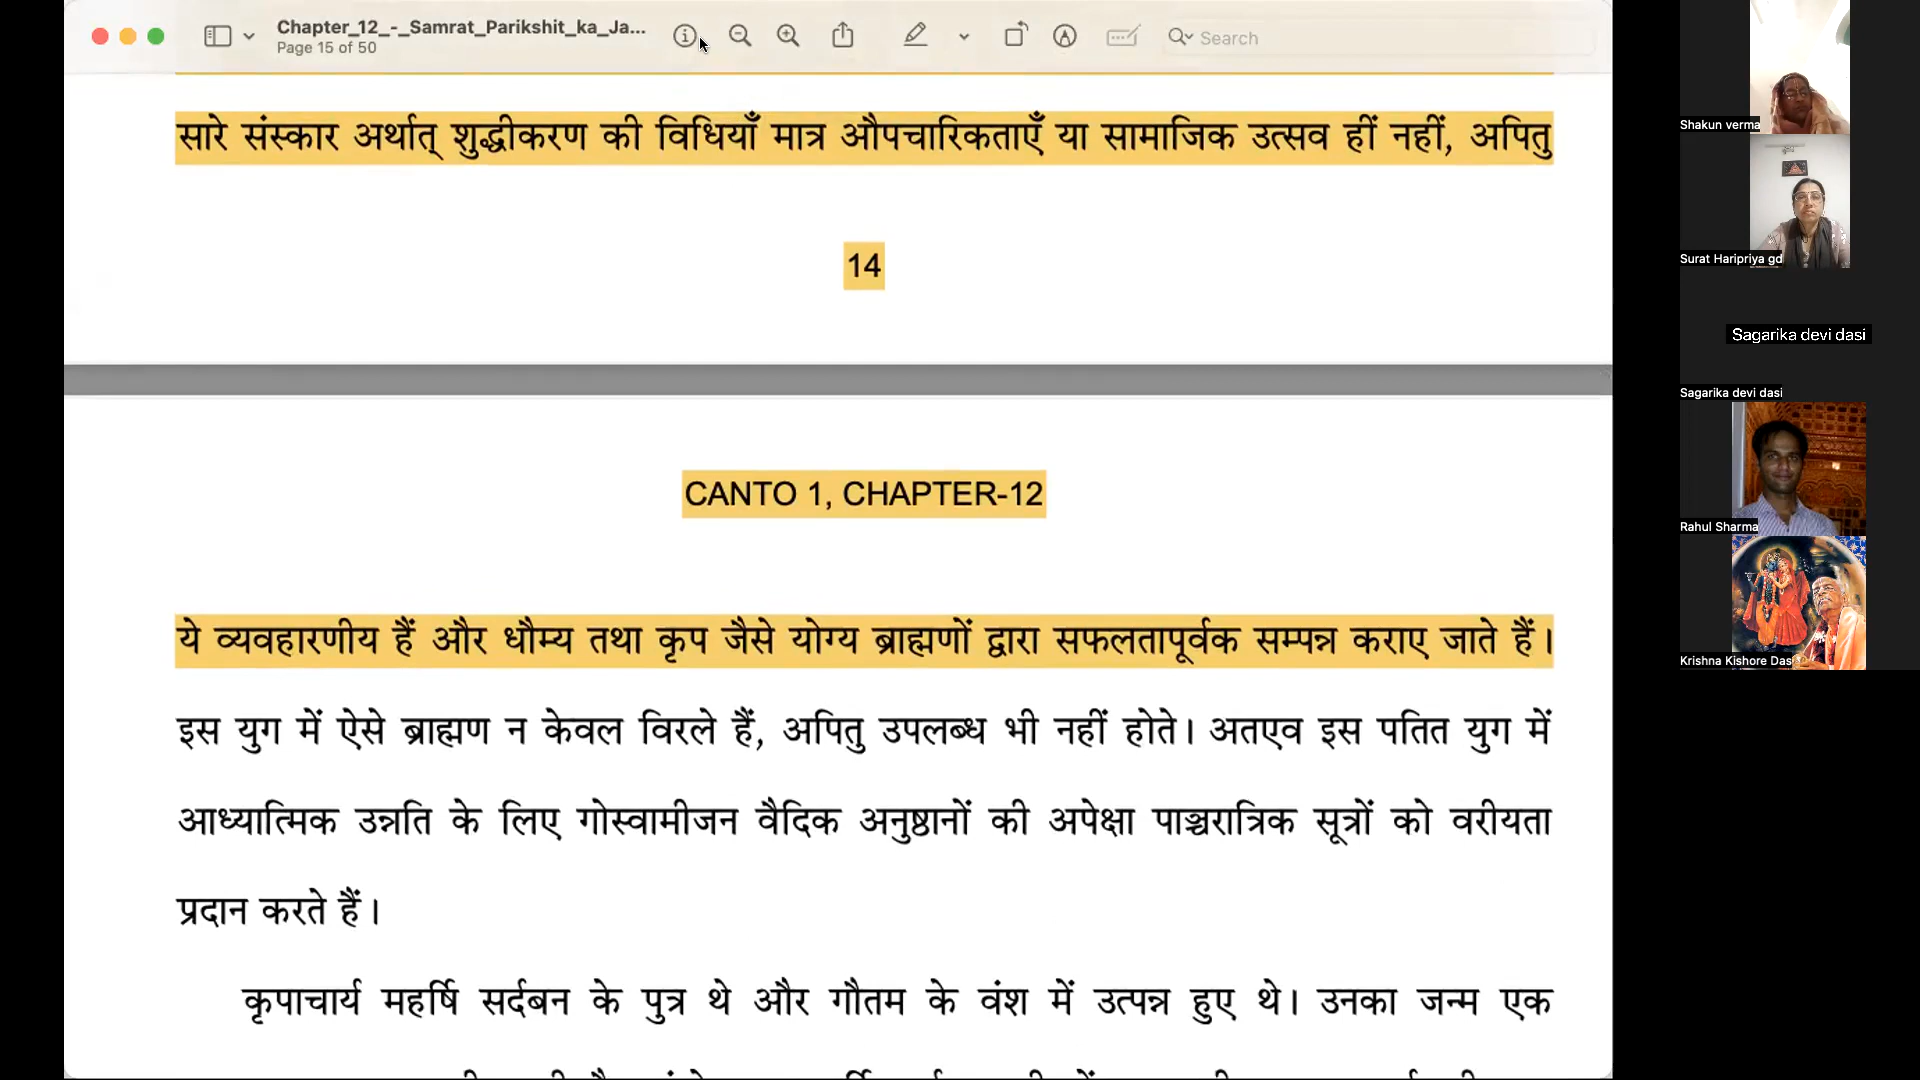 Chapter_12_-_Samrat_Parikshit_ka_Ja...
Page 15 of 50
Search
सारे संस्कार अर्थात् शुद्धीकरण की विधियाँ मात्र औपचारिकताएँ या सामाजिक उत्सव हीं नहीं, अपितु
14
CANTO 1, CHAPTER-12
ये व्यवहारणीय हैं और धौम्य तथा कृप जैसे योग्य ब्राह्मणों द्वारा सफलतापूर्वक सम्पन्न कराए जाते हैं।
इस युग में ऐसे ब्राह्मण न केवल विरले हैं, अपितु उपलब्ध भी नहीं होते। अतएव इस पतित युग में
आध्यात्मिक उन्नति के लिए गोस्वामीजन वैदिक अनुष्ठानों की अपेक्षा पाञ्चरात्रिक सूत्रों को वरीयता
प्रदान करते हैं।
कृपाचार्य महर्षि सर्दबन के पुत्र थे और गौतम के वंश में उत्पन्न हुए थे। उनका जन्म एक
Shakun verma
Surat Haripriya gd
Sagarika devi dasi
Sagarika devi dasi
Rahul Sharma
Krishna Kishore Das